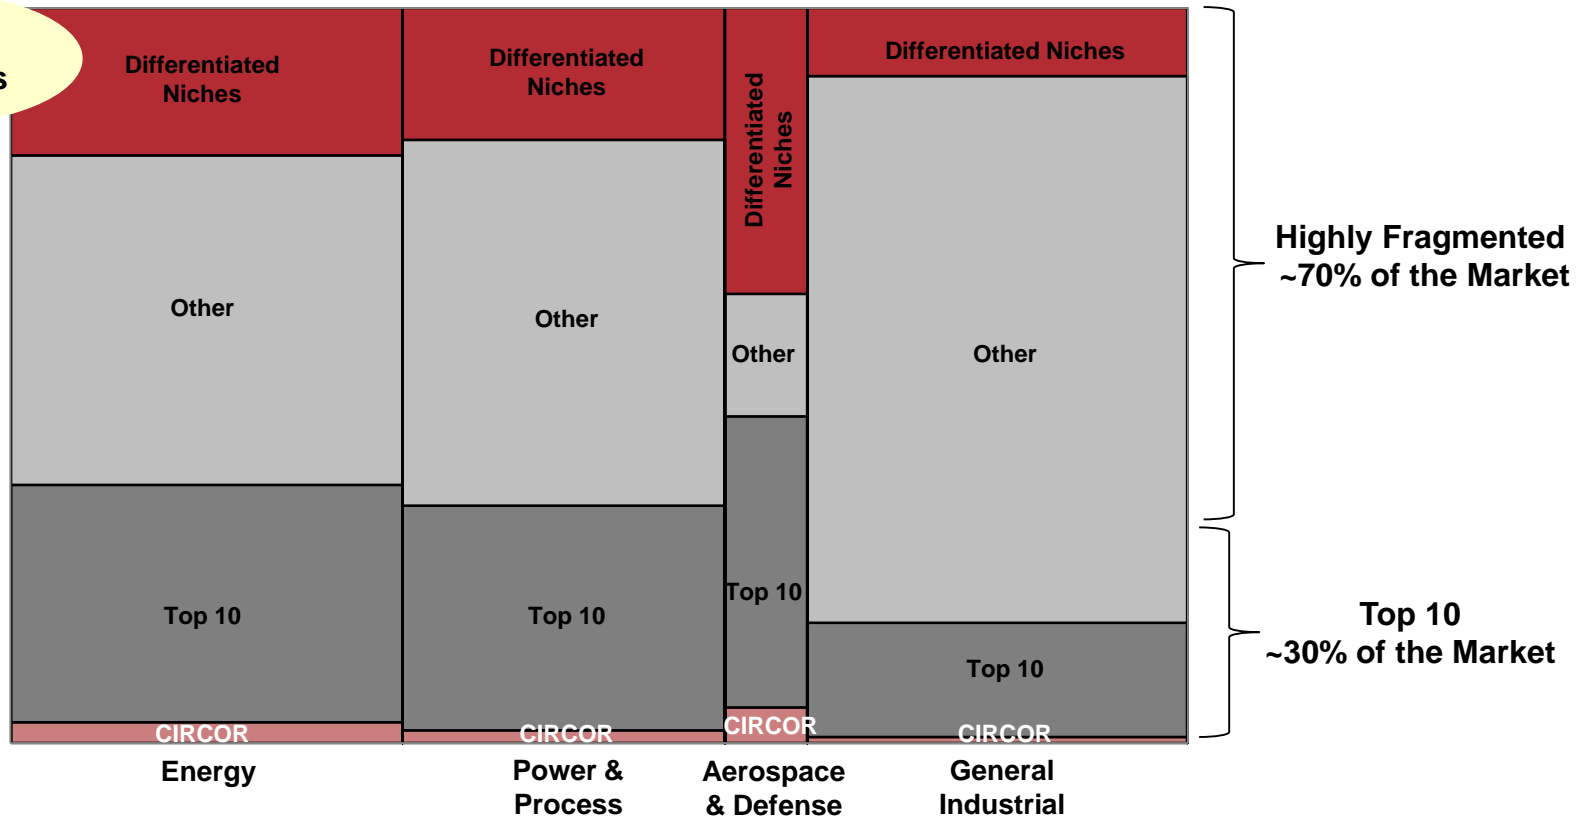 Differentiated
Niches
Differentiated
Niches
Differentiated
Niches
Differentiated Niches
Other
Other
Other
Other
Top 10
Top 10
Top 10
Top 10
CIRCOR
CIRCOR
CIRCOR
CIRCOR
Energy
Power &
Process
Aerospace
& Defense
General
Industrial
Highly Fragmented
~70% of the Market
Top 10
~30% of the Market